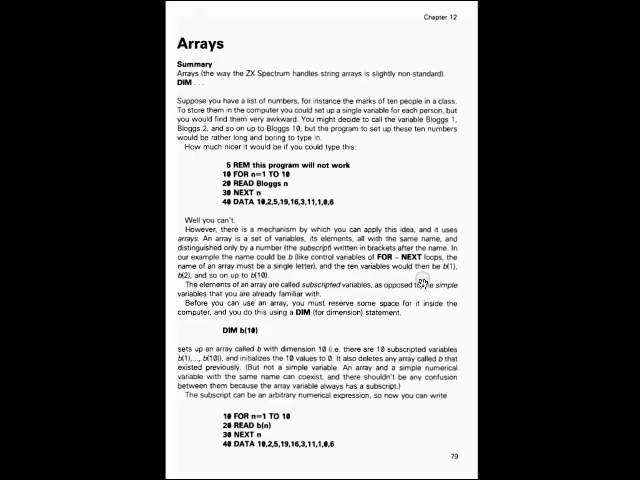 Chapter 12
Arrays
Summary
Arrays (the way the ZX Spectrum handles string arrays is slightly non-standard).
DIM . . .
Suppose you have a list of numbers, for instance the marks of ten people in a class.
To store them in the computer you could set up a single variable for each person, but
you would find them very awkward. You might decide to call the variable Bloggs 1,
Bloggs 2, and so on up to Bloggs 10, but the program to set up these ten numbers
would be rather long and boring to type in.
How much nicer it would be if you could type this:
5 REM this program will not work
10 FOR n=1 TO 10
20 READ Bloggs n
30 NEXT n
40 DATA 10,2,5,19,16,3,11,1,0,6
Well you can't.
However, there is a mechanism by which you can apply this idea, and it uses
arrays. An array is a set of variables, its elements, all with the same name, and
distinguished only by a number (the subscript) written in brackets after the name. In
our example the name could be b (like control variables of FOR – NEXT loops, the
name of an array must be a single letter), and the ten variables would then be b(1),
b(2), and so on up to b(10).
The elements of an array are called subscripted variables, as opposed to the simple
variables that you are already familiar with.
Before you can use an array, you must reserve some space for it inside the
computer, and you do this using a DIM (for dimension) statement.
DIM b(10)
sets up an array called b with dimension 10 (i.e. there are 10 subscripted variables
b(1),..., b(10)), and initializes the 10 values to 0. It also deletes any array called b that
existed previously. (But not a simple variable. An array and a simple numerical
variable with the same name can coexist, and there shouldn't be any confusion
between them because the array variable always has a subscript.)
The subscript can be an arbitrary numerical expression, so now you can write
10 FOR n=1 TO 10
20 READ b(n)
30 NEXT n
40 DATA 10,2,5,19,16,3,11,1,0,6
79